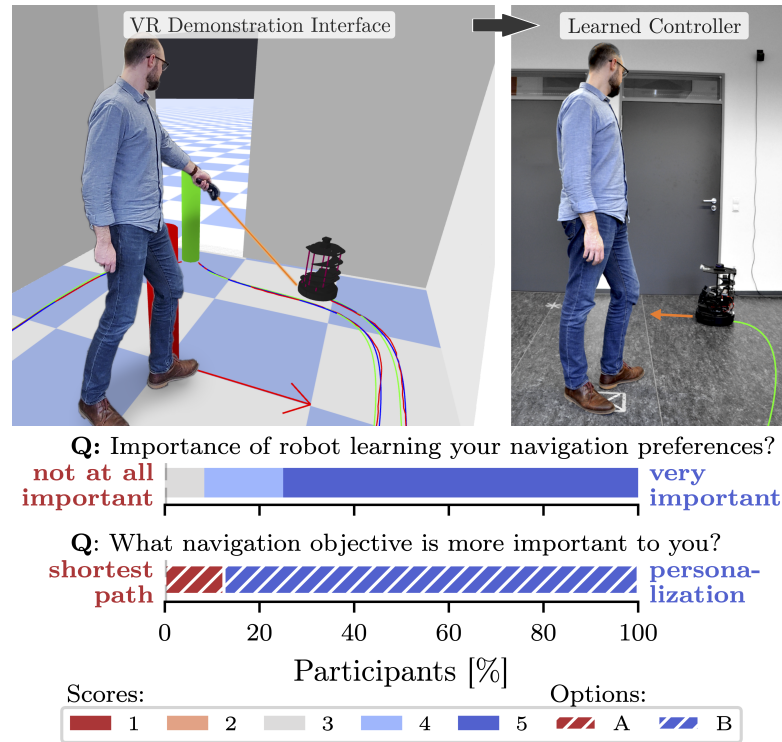 VR Demonstration Interface
Learned Controller
Q: Importance of robot learning your navigation preferences?
not at all
important
very
important
Q: What navigation objective is more important to you?
shortest
path
persona-
lization
0 20 40 60 80 100
Participants [%]
Scores: Options:
1 2 3 4 5 A B